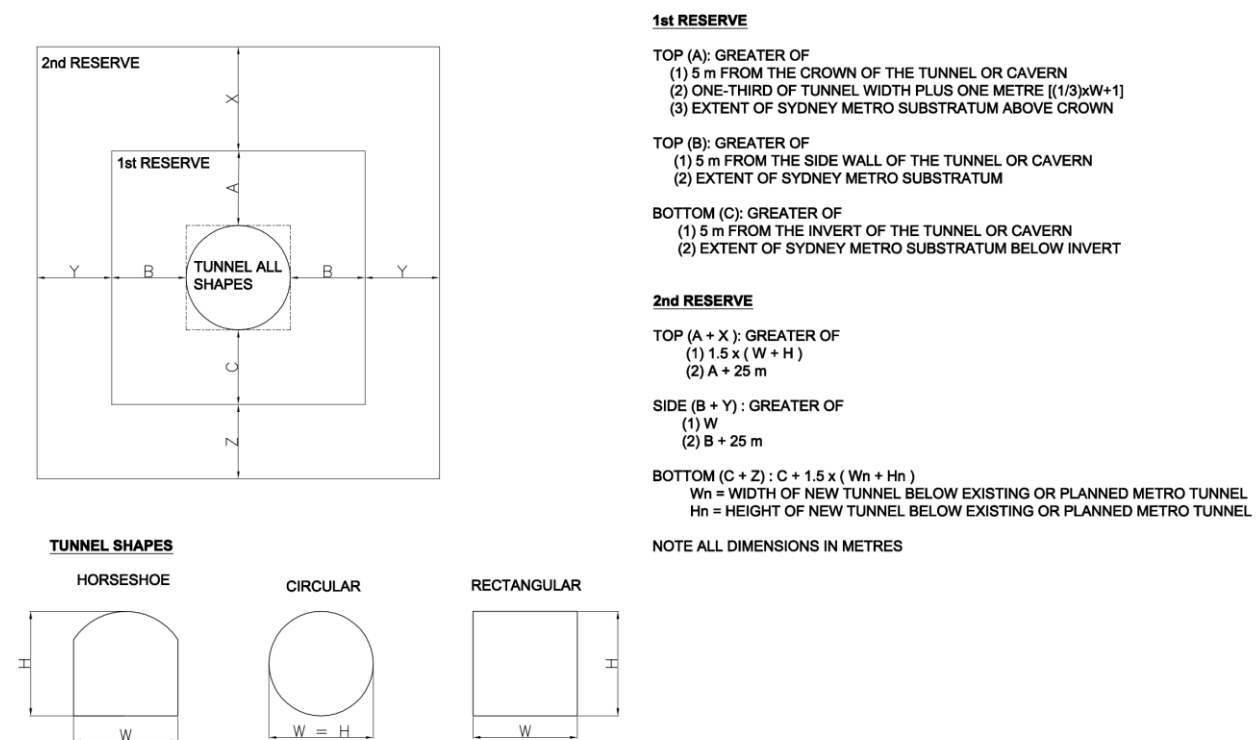 2nd RESERVE
X
1st RESERVE
A
Y
B
TUNNEL ALL
SHAPES
B
Y
C
Z
TUNNEL SHAPES
HORSESHOE
H
W
CIRCULAR
W = H
RECTANGULAR
H
W
1st RESERVE
TOP (A): GREATER OF
(1) 5 m FROM THE CROWN OF THE TUNNEL OR CAVERN
(2) ONE-THIRD OF TUNNEL WIDTH PLUS ONE METRE [(1/3)xW+1]
(3) EXTENT OF SYDNEY METRO SUBSTRATUM ABOVE CROWN
TOP (B): GREATER OF
(1) 5 m FROM THE SIDE WALL OF THE TUNNEL OR CAVERN
(2) EXTENT OF SYDNEY METRO SUBSTRATUM
BOTTOM (C): GREATER OF
(1) 5 m FROM THE INVERT OF THE TUNNEL OR CAVERN
(2) EXTENT OF SYDNEY METRO SUBSTRATUM BELOW INVERT
2nd RESERVE
TOP (A + X ): GREATER OF
(1) 1.5 x ( W + H )
(2) A + 25 m
SIDE (B + Y) : GREATER OF
(1) W
(2) B + 25 m
BOTTOM (C + Z) : C + 1.5 x ( Wn + Hn )
Wn = WIDTH OF NEW TUNNEL BELOW EXISTING OR PLANNED METRO TUNNEL
Hn = HEIGHT OF NEW TUNNEL BELOW EXISTING OR PLANNED METRO TUNNEL
NOTE ALL DIMENSIONS IN METRES